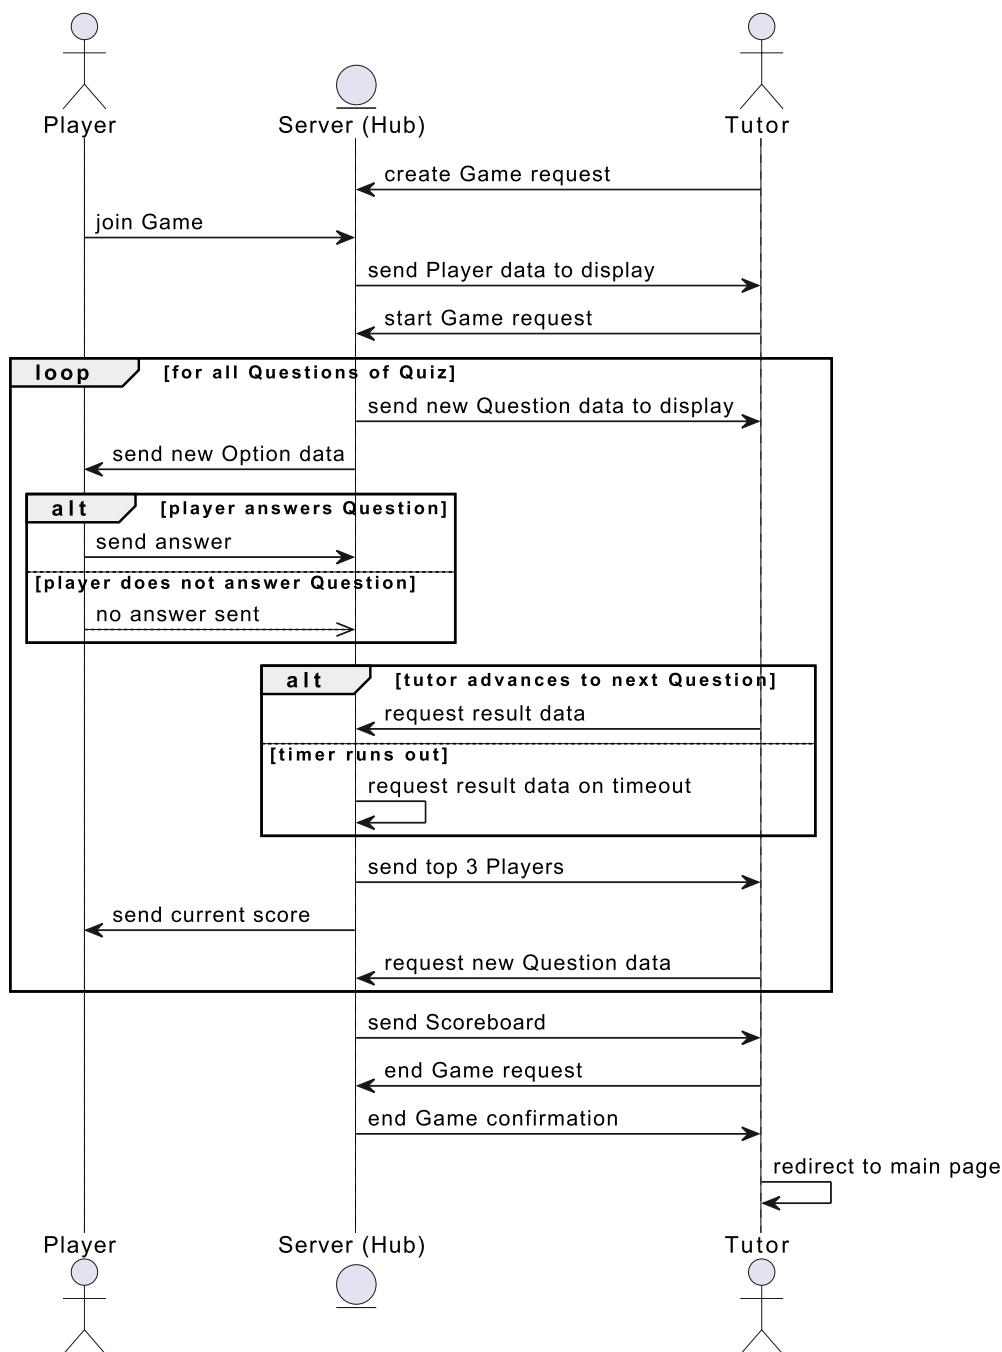 Player
Server (Hub)
Tutor
create Game request
join Game
send Player data to display
start Game request
loop [for all Questions of Quiz]
send new Question data to display
send new Option data
alt [player answers Question]
send answer
[player does not answer Question]
no answer sent
alt [tutor advances to next Question]
request result data
[timer runs out]
request result data on timeout
send top 3 Players
send current score
request new Question data
send Scoreboard
end Game request
end Game confirmation
redirect to main page
Player
Server (Hub)
Tutor